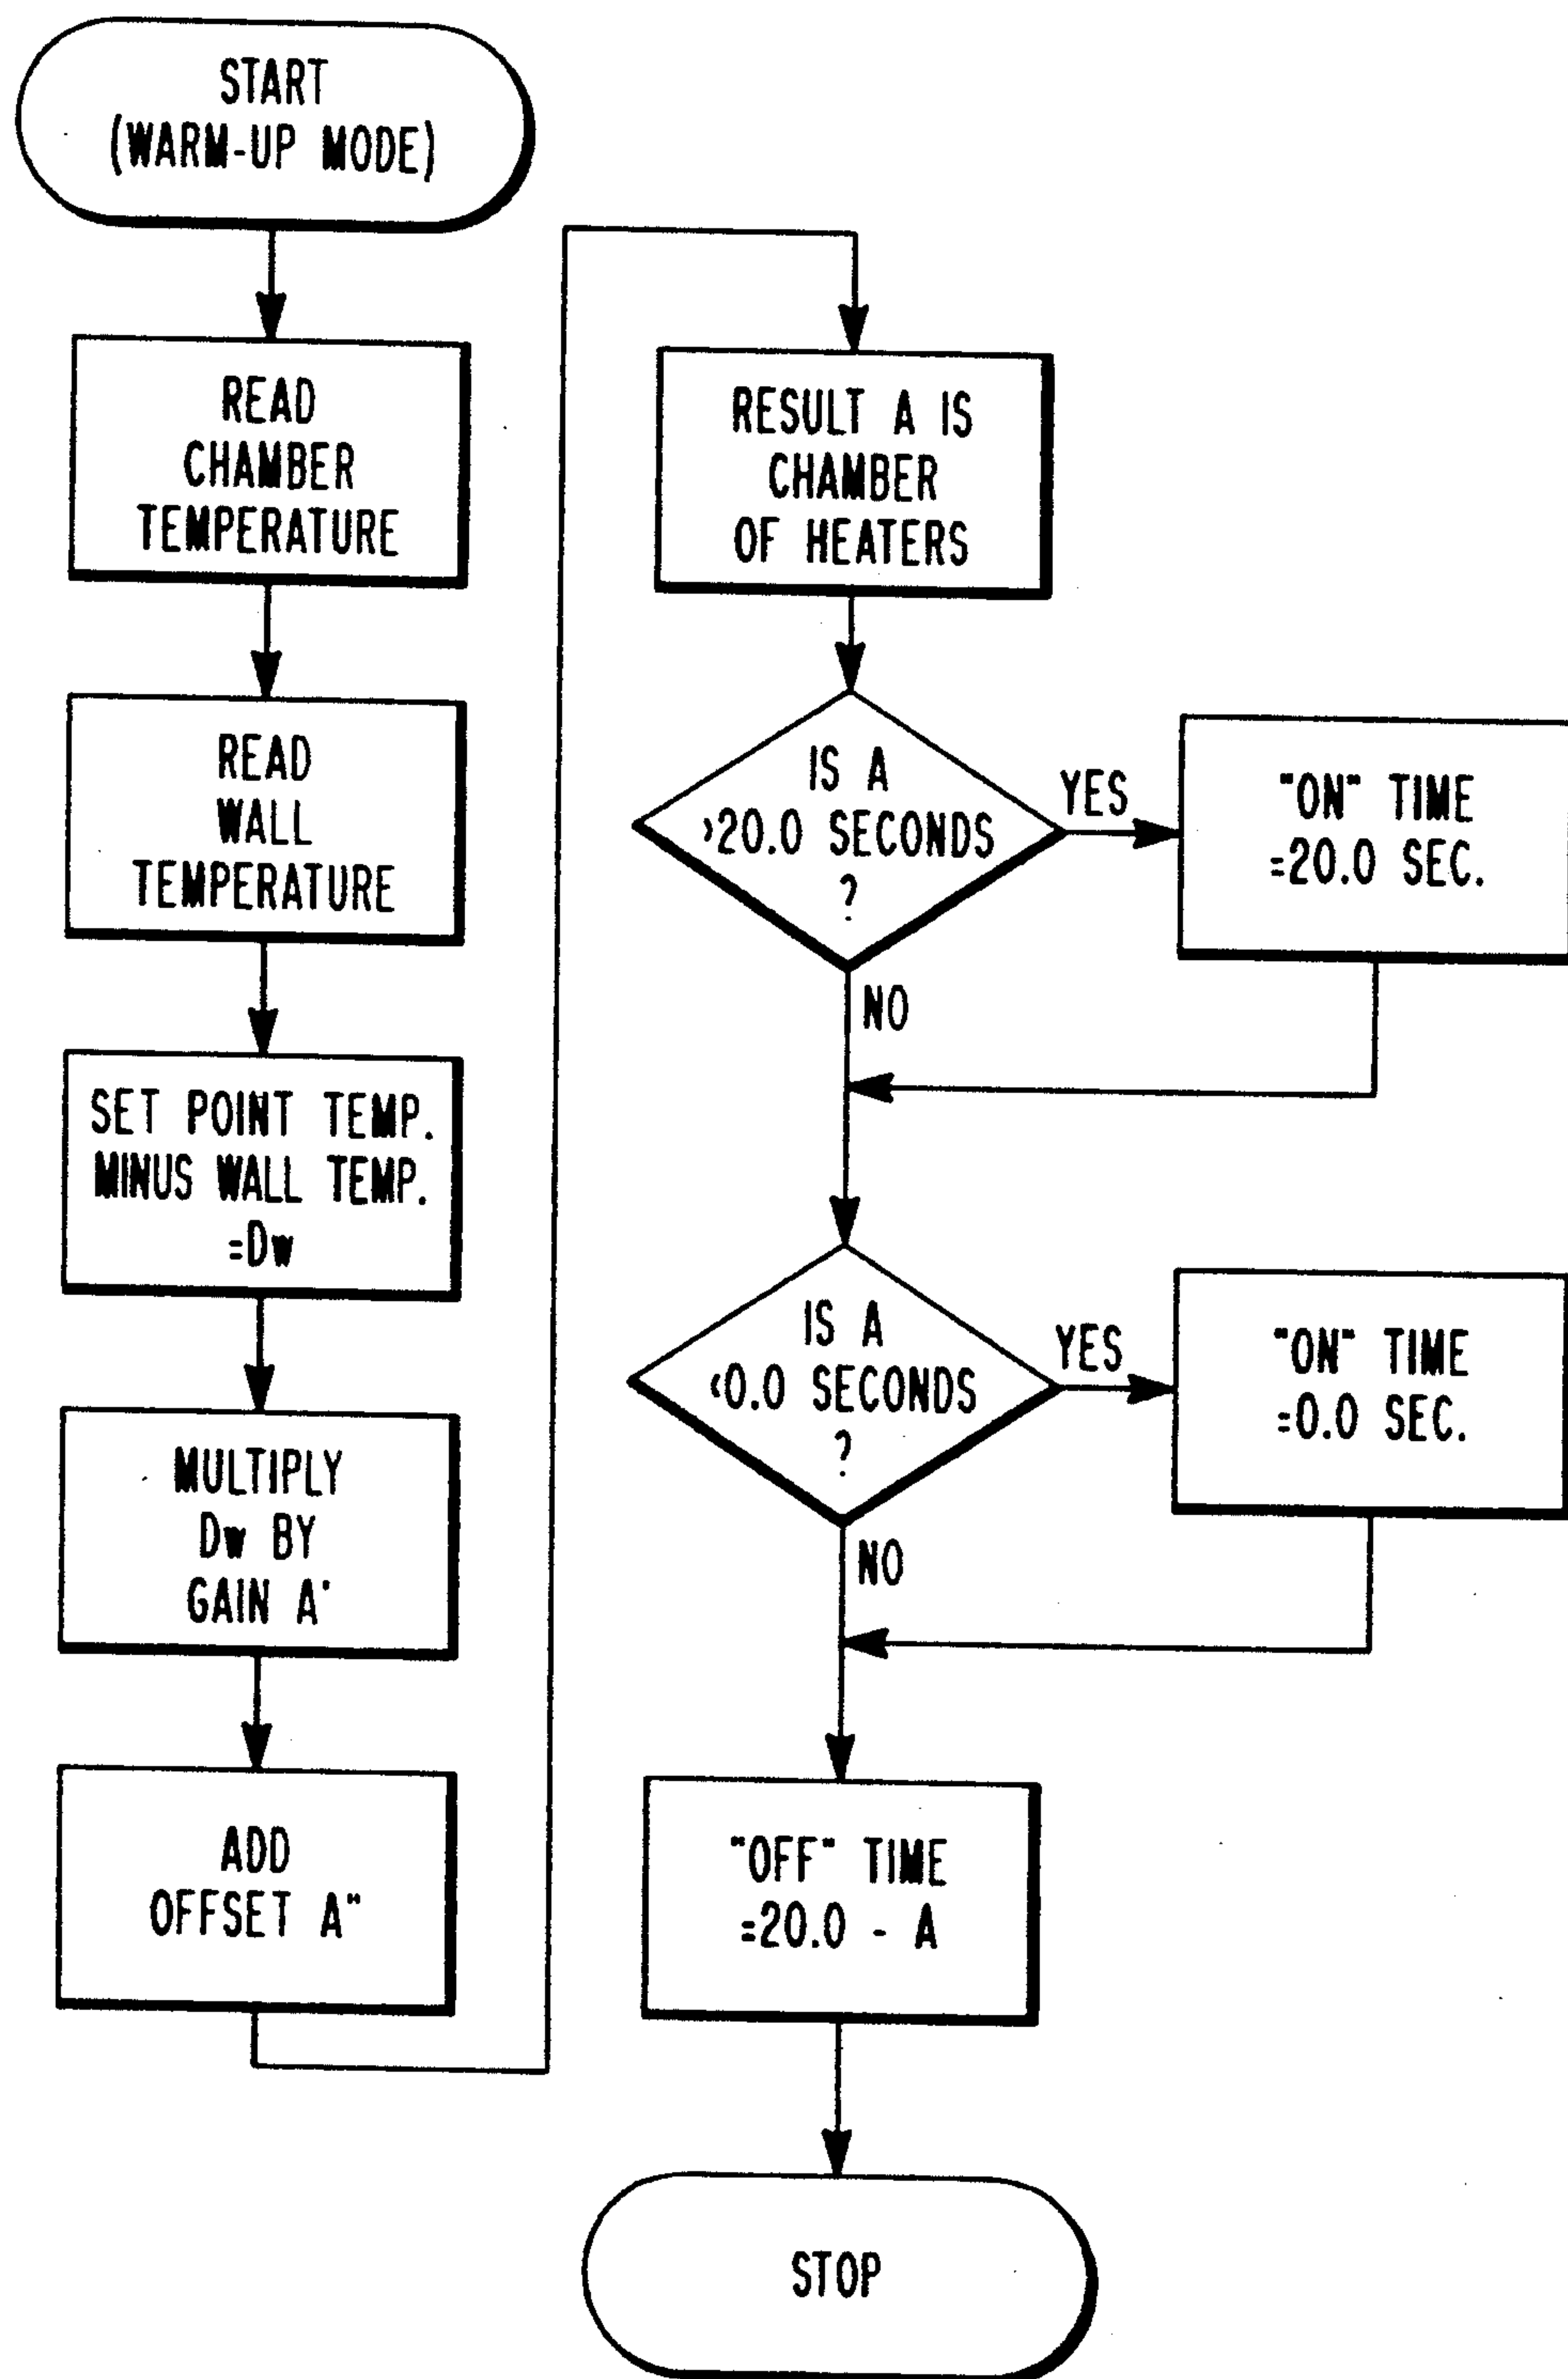 START
(WARM-UP MODE)
READ
CHAMBER
TEMPERATURE
READ
WALL
TEMPERATURE
SET POINT TEMP.
MINUS WALL TEMP.
=Dw
MULTIPLY
Dw BY
GAIN A'
ADD
OFFSET A"
RESULT A IS
CHAMBER
OF HEATERS
IS A
>20.0 SECONDS
?
YES
"ON" TIME
=20.0 SEC.
NO
IS A
<0.0 SECONDS
?
YES
"ON" TIME
=0.0 SEC.
NO
"OFF" TIME
=20.0 - A
STOP